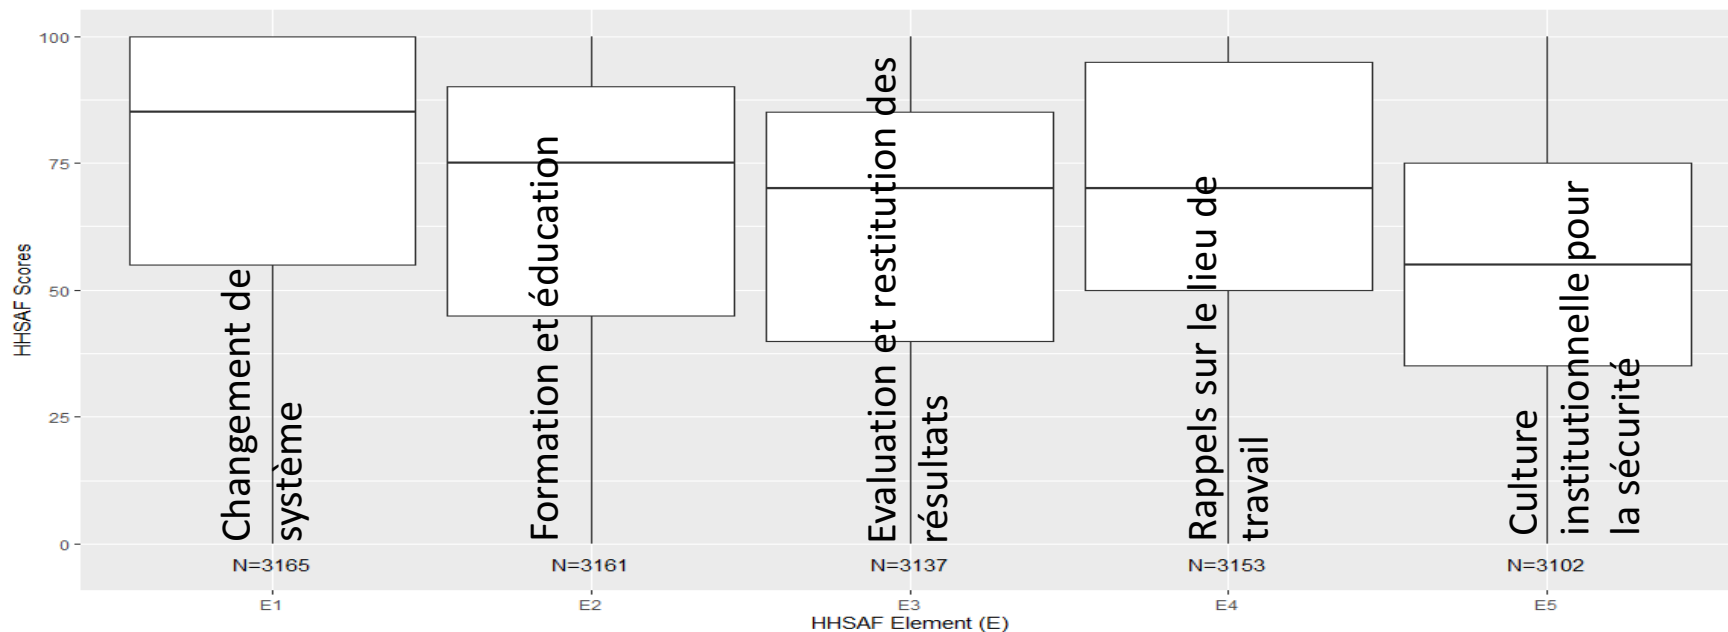 HHSAF Scores
100
75
50
25
0
Changement de
système
Formation et éducation
Evaluation et restitution des
résultats
Rappels sur le lieu de
travail
Culture
institutionnelle pour
la sécurité
N=3165
N=3161
N=3137
N=3153
N=3102
E1
E2
E3
E4
E5
HHSAF Element (E)